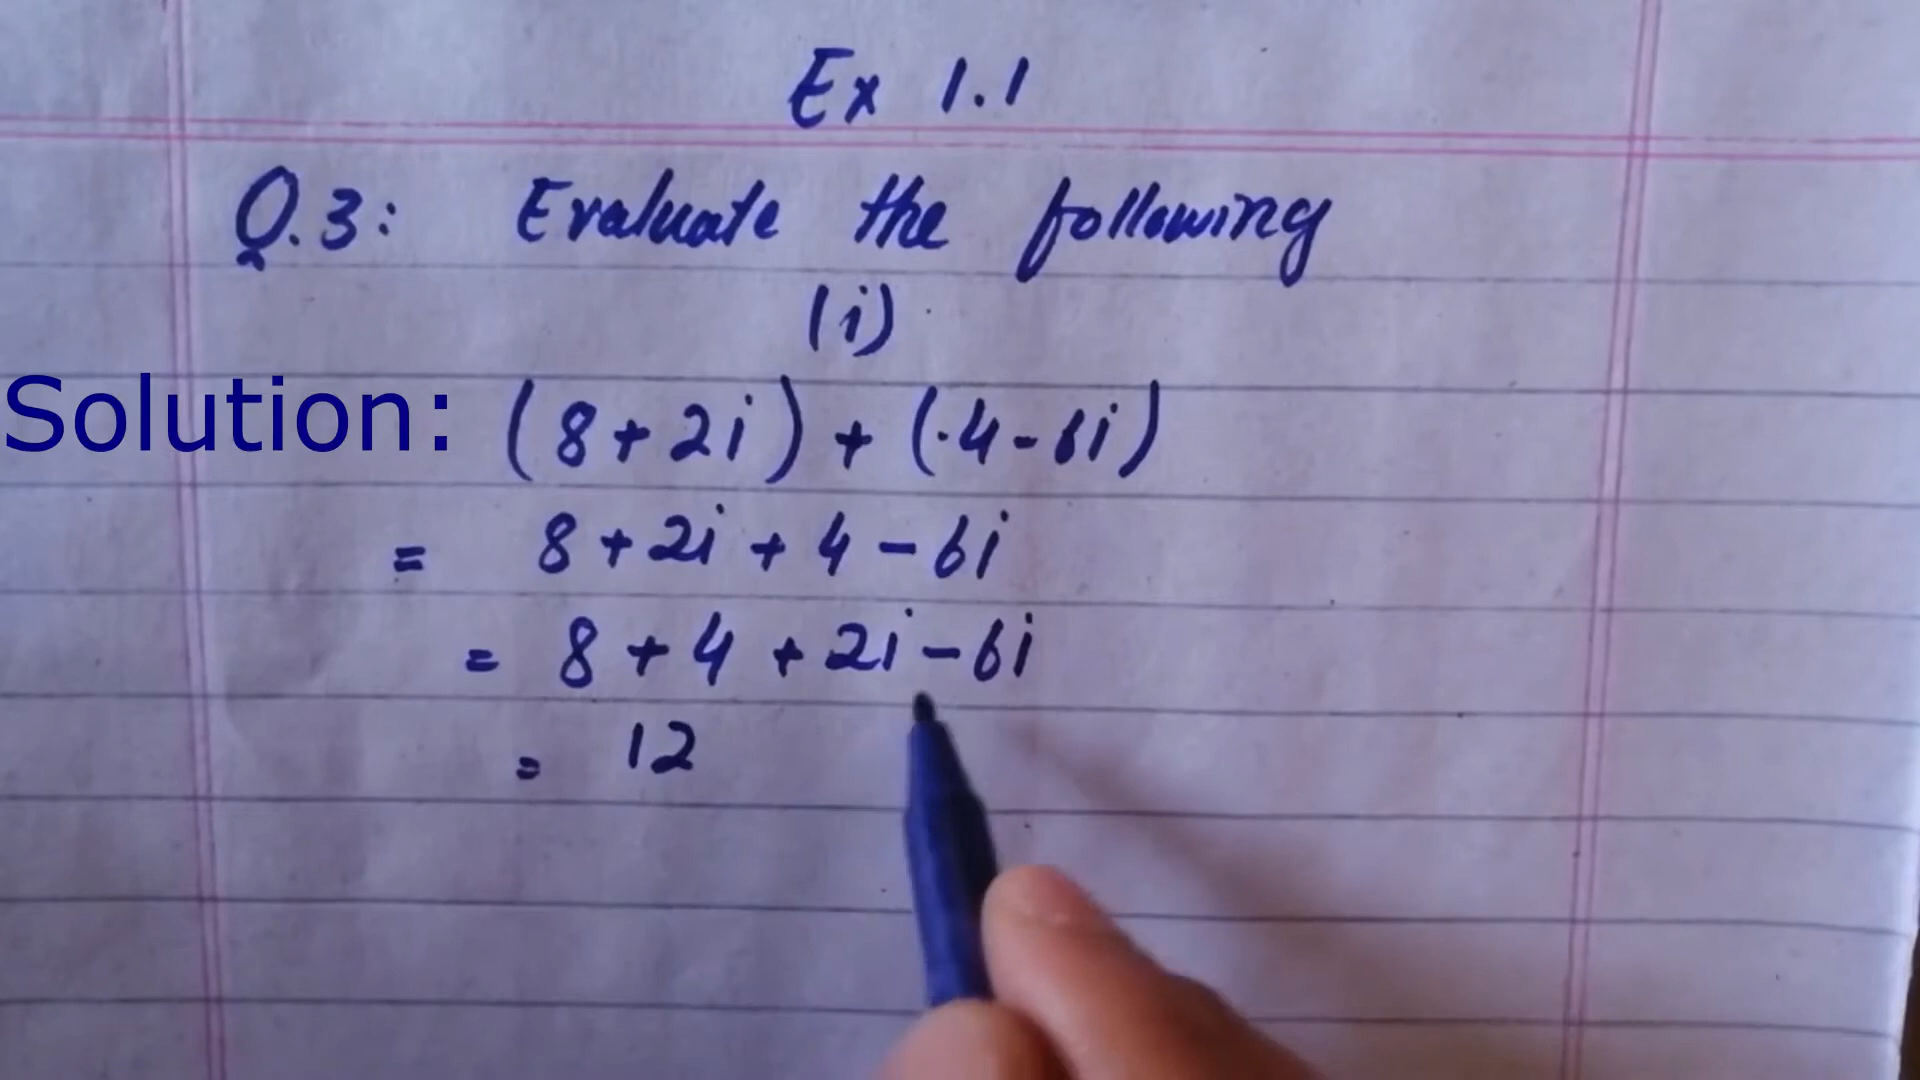 Ex 1.1
Q.3: Evaluate the following
(i)
Solution: (8+2i) + (·4-6i)
= 8+2i+4-6i
= 8+4+2i-6i
= 12